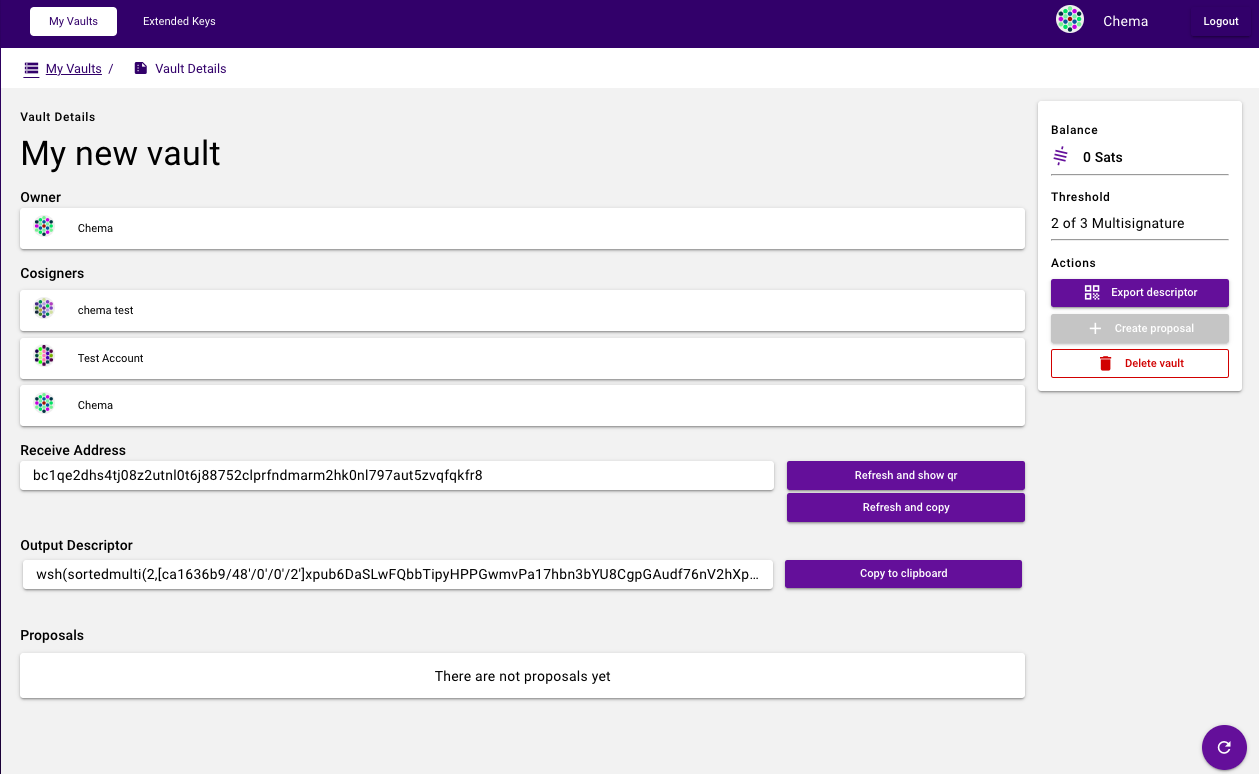 My Vaults Extended Keys Chema Logout
My Vaults / Vault Details
Vault Details
My new vault
Owner
Chema
Cosigners
chema test
Test Account
Chema
Receive Address
bc1qe2dhs4tj08z2utnl0t6j88752clprfndmarm2hk0nl797aut5zvqfqkfr8
Refresh and show qr
Refresh and copy
Output Descriptor
wsh(sortedmulti(2,[ca1636b9/48'/0'/0'/2']xpub6DaSLwFQbbTipyHPPGwmvPa17hbn3bYU8CgpGAudf76nV2hXp...
Copy to clipboard
Proposals
There are not proposals yet
Balance
0 Sats
Threshold
2 of 3 Multisignature
Actions
Export descriptor
Create proposal
Delete vault